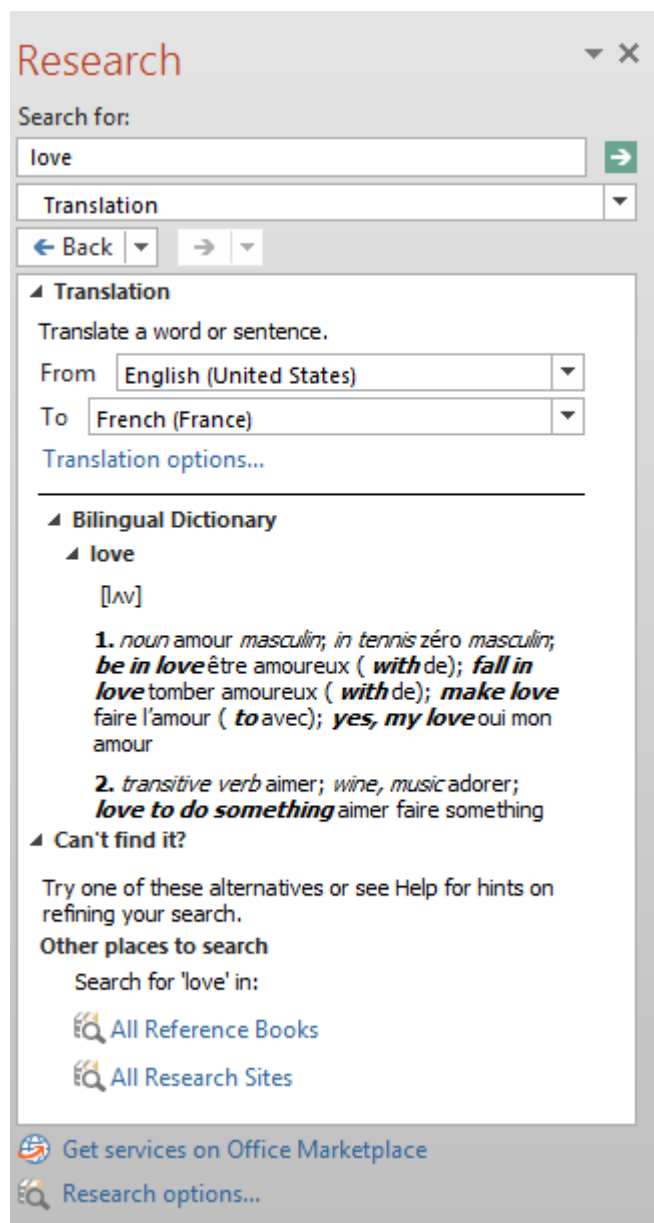 Research
Search for:
love
Translation
Back
Translation
Translate a word or sentence.
From English (United States)
To French (France)
Translation options...
Bilingual Dictionary
love
[lʌv]
1. noun amour masculin; in tennis zéro masculin;
be in love être amoureux ( with de); fall in
love tomber amoureux ( with de); make love
faire l'amour ( to avec); yes, my love oui mon
amour
2. transitive verb aimer; wine, music adorer;
love to do something aimer faire something
Can't find it?
Try one of these alternatives or see Help for hints on
refining your search.
Other places to search
Search for 'love' in:
All Reference Books
All Research Sites
Get services on Office Marketplace
Research options...